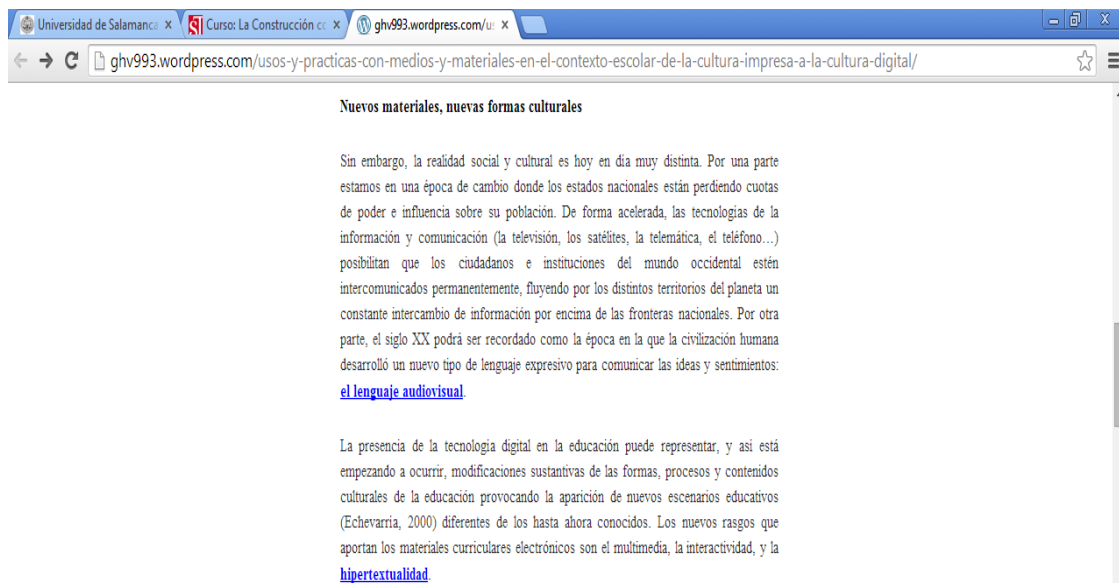 Universidad de Salamanca
Curso: La Construcción co
ghv993.wordpress.com/us
ghv993.wordpress.com/usos-y-practicas-con-medios-y-materiales-en-el-contexto-escolar-de-la-cultura-impresa-a-la-cultura-digital/
Nuevos materiales, nuevas formas culturales
Sin embargo, la realidad social y cultural es hoy en día muy distinta. Por una parte
estamos en una época de cambio donde los estados nacionales están perdiendo cuotas
de poder e influencia sobre su población. De forma acelerada, las tecnologías de la
información y comunicación (la televisión, los satélites, la telemática, el teléfono…)
posibilitan que los ciudadanos e instituciones del mundo occidental estén
intercomunicados permanentemente, fluyendo por los distintos territorios del planeta un
constante intercambio de información por encima de las fronteras nacionales. Por otra
parte, el siglo XX podrá ser recordado como la época en la que la civilización humana
desarrolló un nuevo tipo de lenguaje expresivo para comunicar las ideas y sentimientos:
el lenguaje audiovisual.
La presencia de la tecnología digital en la educación puede representar, y así está
empezando a ocurrir, modificaciones sustantivas de las formas, procesos y contenidos
culturales de la educación provocando la aparición de nuevos escenarios educativos
(Echevarria, 2000) diferentes de los hasta ahora conocidos. Los nuevos rasgos que
aportan los materiales curriculares electrónicos son el multimedia, la interactividad, y la
hipertextualidad.